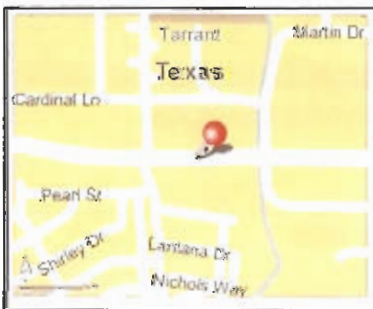 Tarrant
Martin Dr
Texas
Cardinal Ln
Pearl St
Shirley Dr
Lantana Dr
Nichols Way